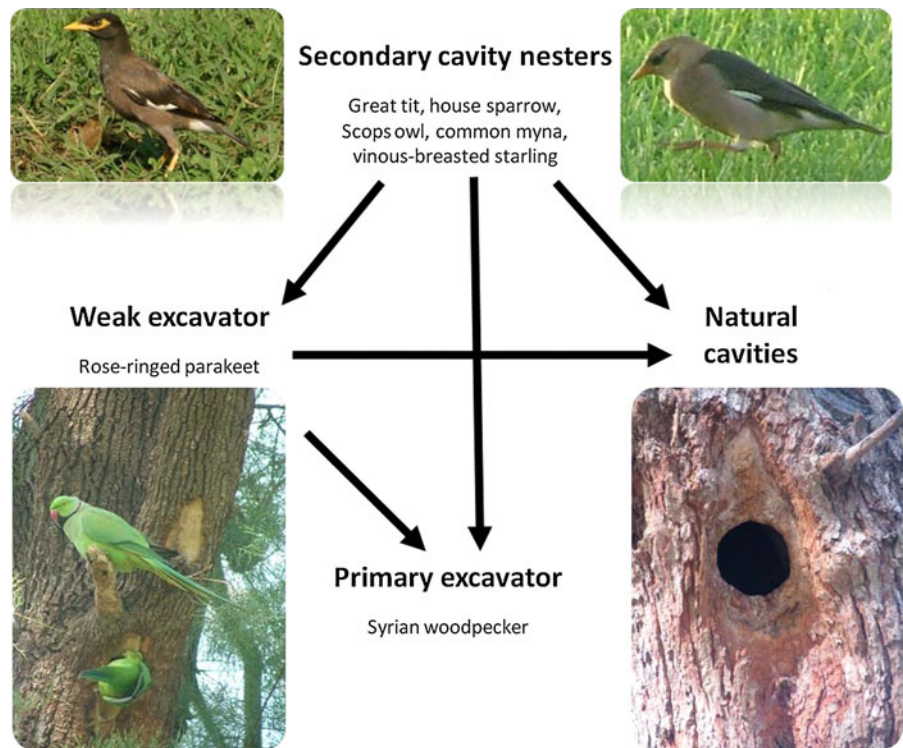 Secondary cavity nesters
Great tit, house sparrow,
Scops owl, common myna,
vinous-breasted starling
Weak excavator
Rose-ringed parakeet
Natural
cavities
Primary excavator
Syrian woodpecker